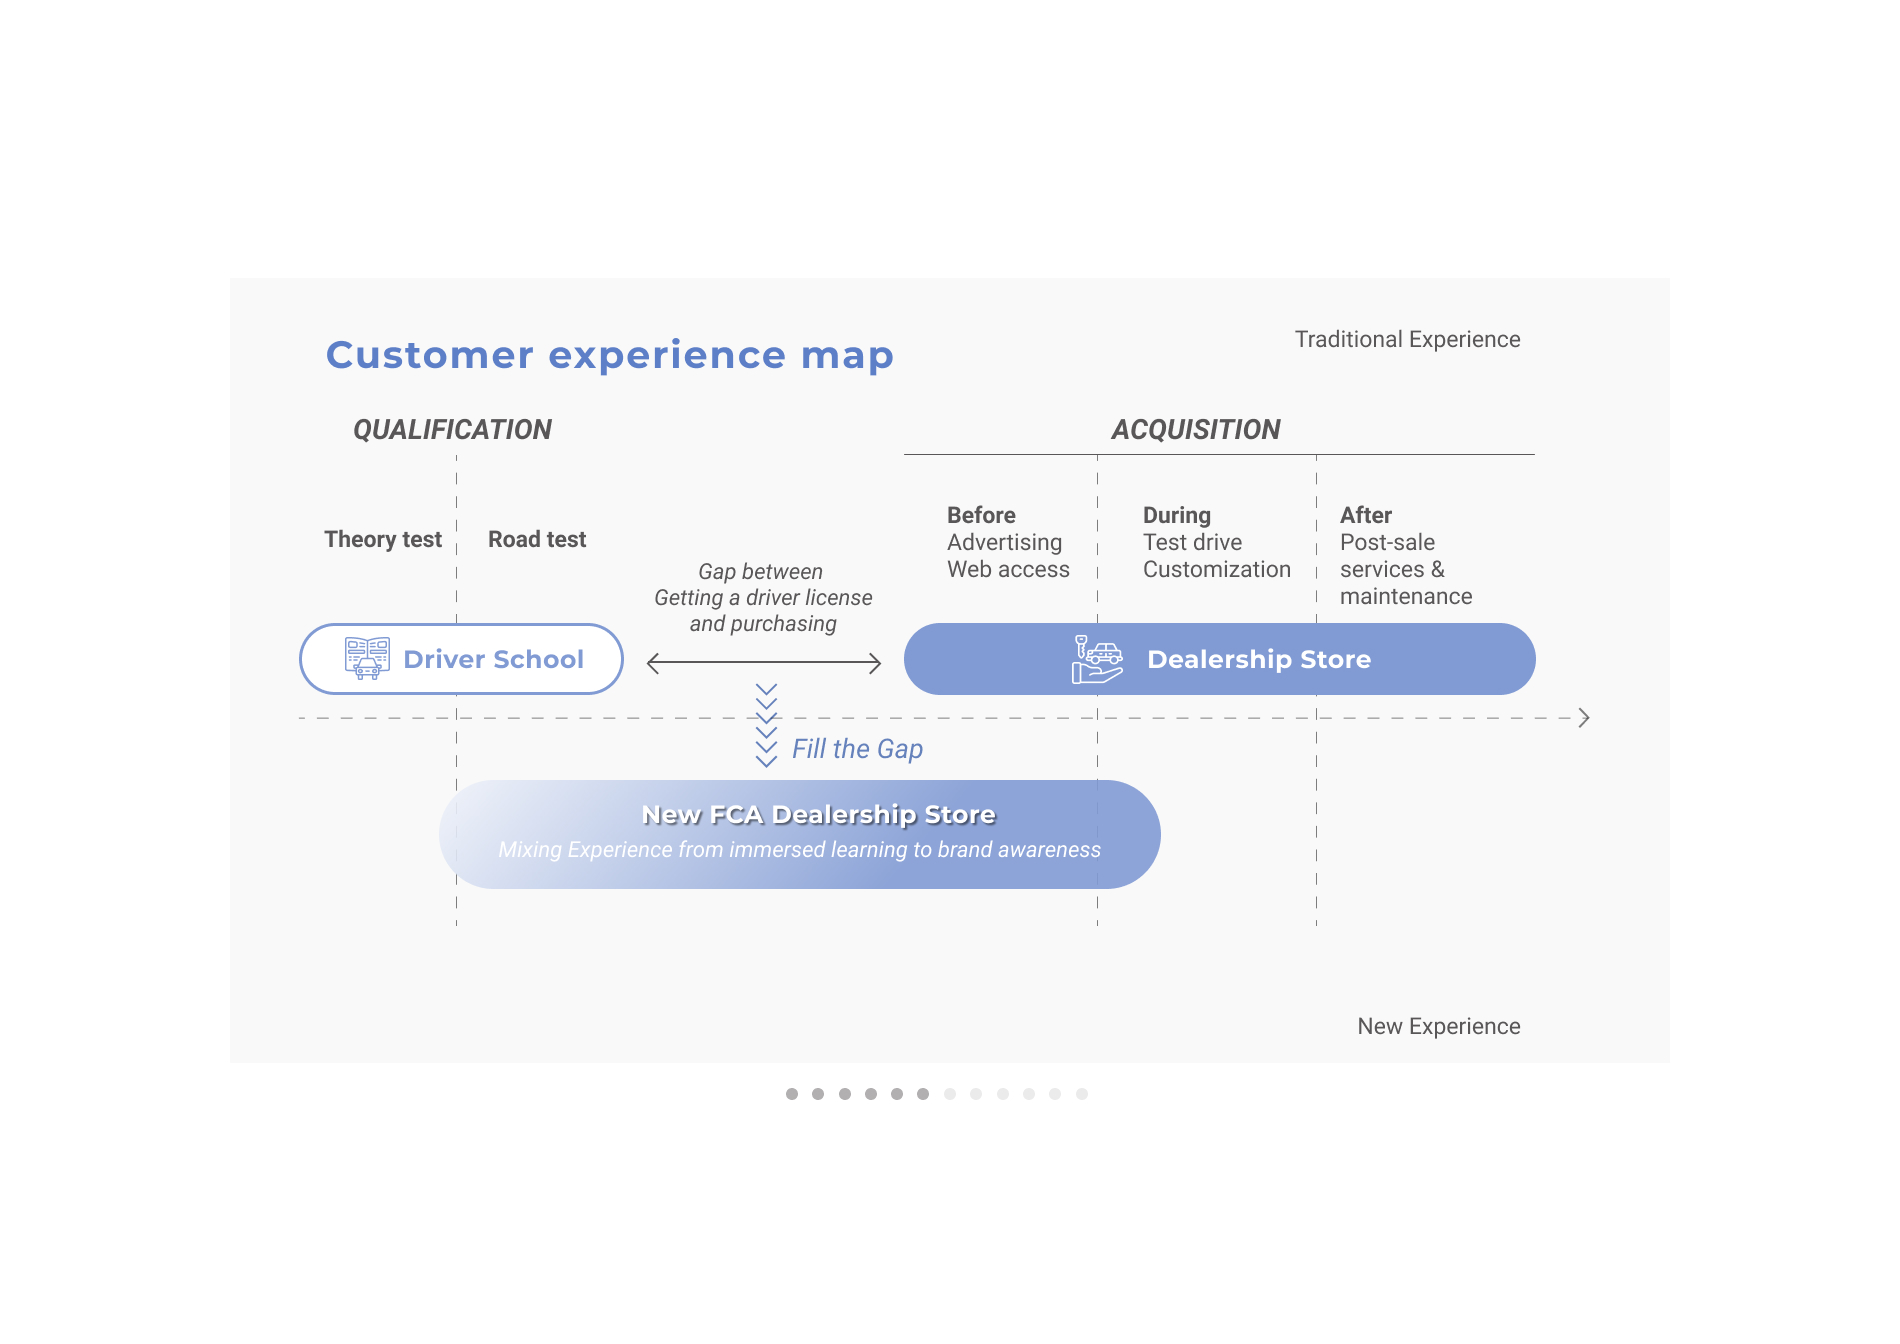 Customer experience map
Traditional Experience
QUALIFICATION
ACQUISITION
Theory test
Road test
Gap between
Getting a driver license
and purchasing
Before
Advertising
Web access
During
Test drive
Customization
After
Post-sale
services &
maintenance
Driver School
Dealership Store
Fill the Gap
New FCA Dealership Store
Mixing Experience from immersed learning to brand awareness
New Experience